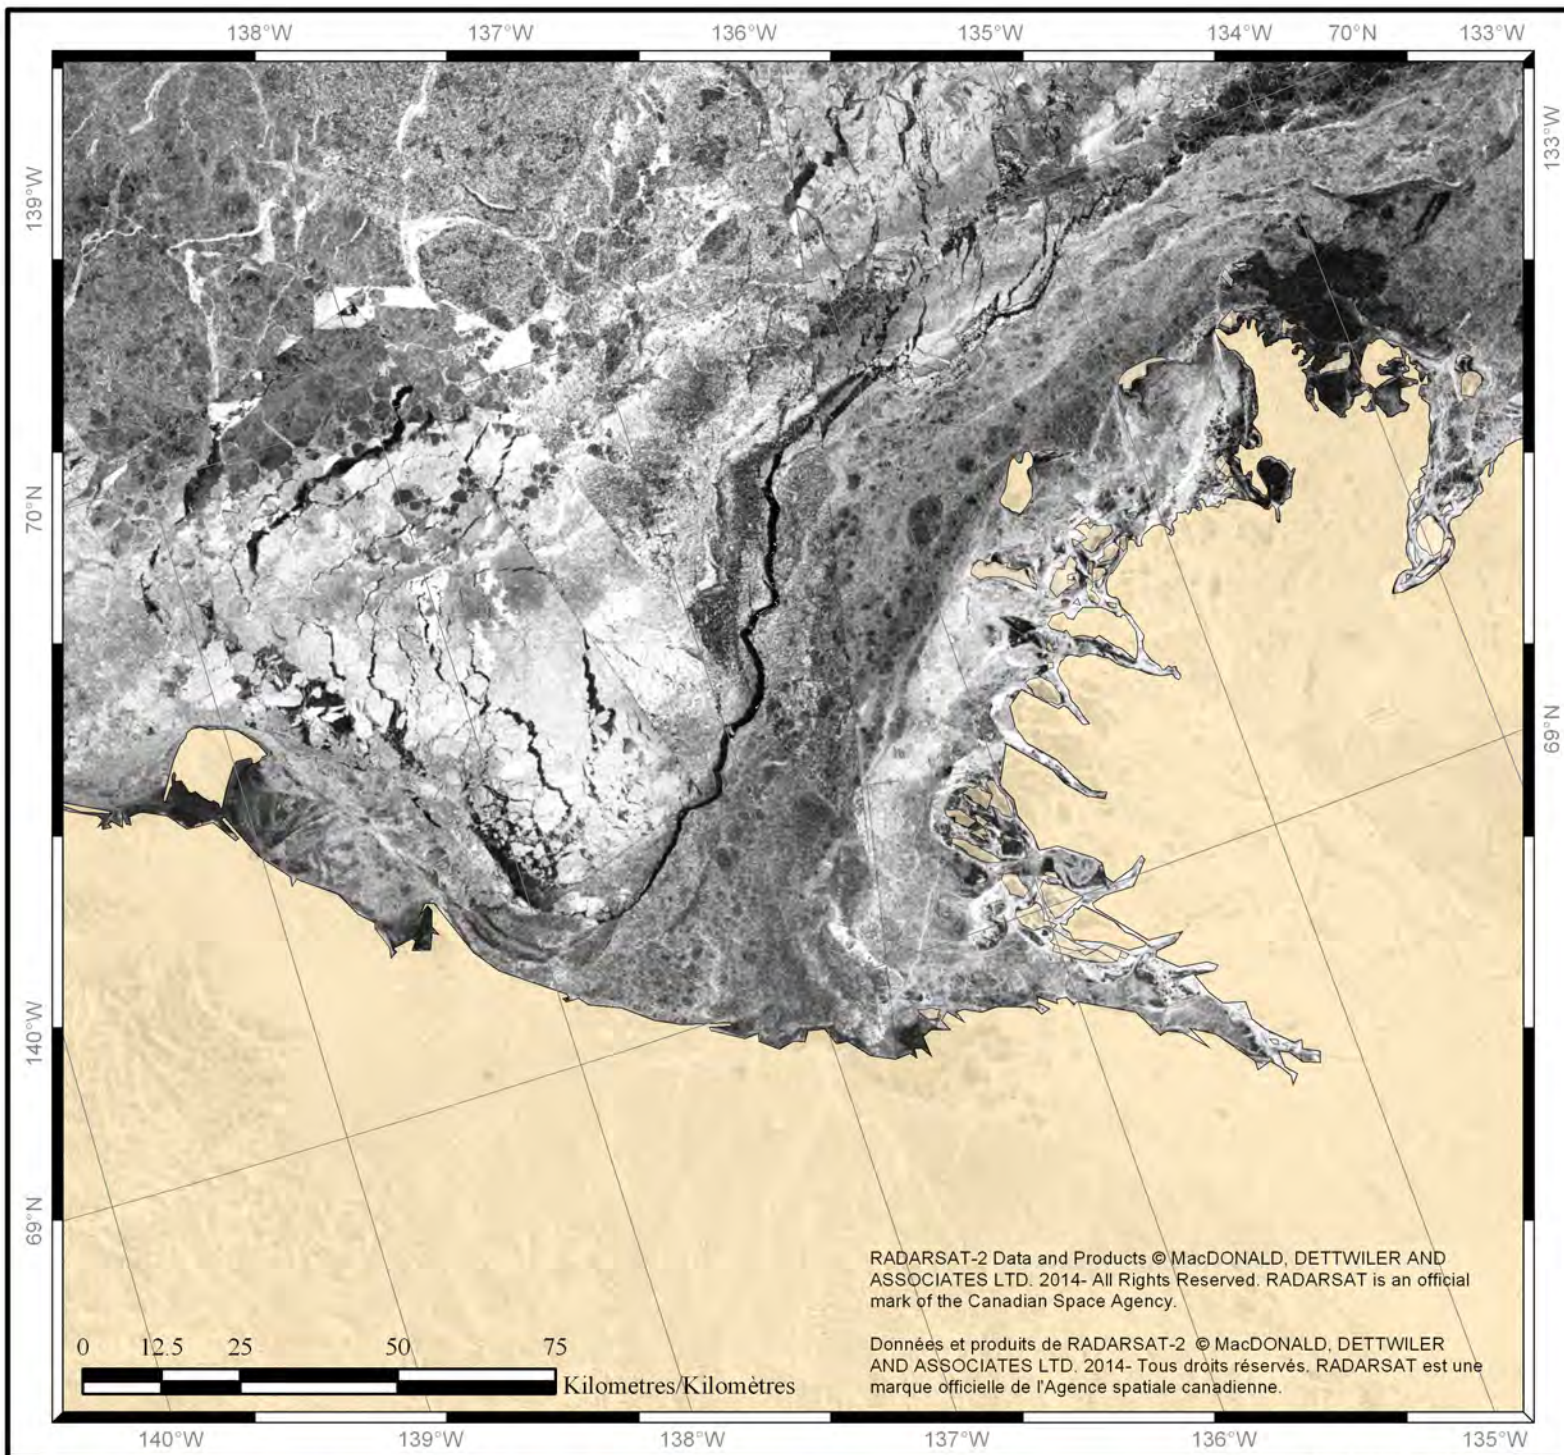 138°W 137°W 136°W 135°W 134°W 70°N 133°W
133°W
139°W
70°N
69°N
140°W
69°N
RADARSAT-2 Data and Products © MacDONALD, DETTWILER AND
ASSOCIATES LTD. 2014- All Rights Reserved. RADARSAT is an official
mark of the Canadian Space Agency.
Données et produits de RADARSAT-2 © MacDONALD, DETTWILER
AND ASSOCIATES LTD. 2014- Tous droits réservés. RADARSAT est une
marque officielle de l'Agence spatiale canadienne.
0 12.5 25 50 75
Kilometres/Kilomètres
140°W 139°W 138°W 137°W 136°W 135°W